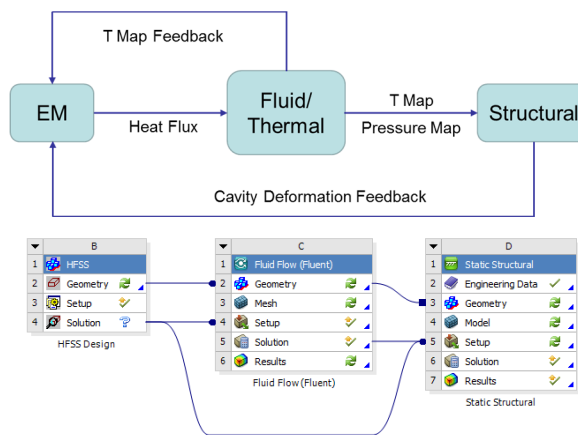 T Map Feedback
EM
Heat Flux
Fluid/
Thermal
T Map
Pressure Map
Structural
Cavity Deformation Feedback
B
1 HFSS
2 Geometry
3 Setup
4 Solution
HFSS Design
C
1 Fluid Flow (Fluent)
2 Geometry
3 Mesh
4 Setup
5 Solution
6 Results
Fluid Flow (Fluent)
D
1 Static Structural
2 Engineering Data
3 Geometry
4 Model
5 Setup
6 Solution
7 Results
Static Structural